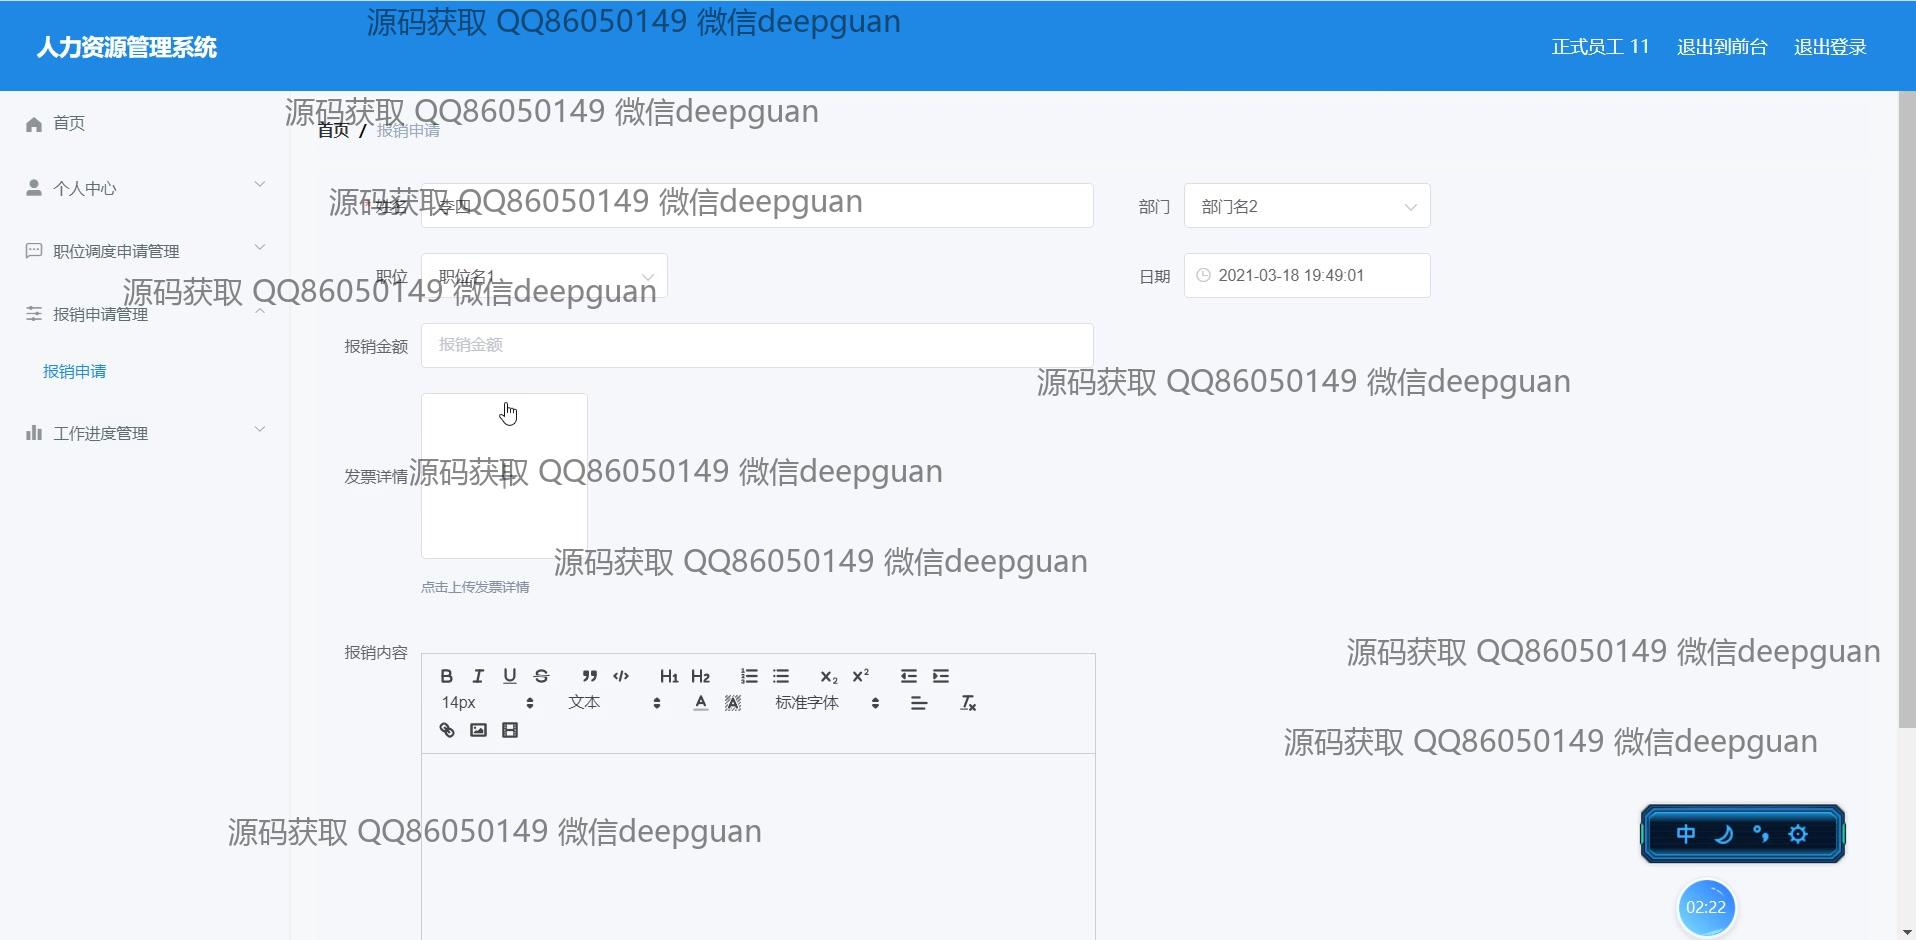 源码获取 QQ86050149 微信deepguan
人力资源管理系统
正式员工 11 退出到前台 退出登录
源码获取 QQ86050149 微信deepguan
首页
首页 / 报销申请
个人中心
源码获取 QQ86050149 微信deepguan
* 姓名 李四
部门 部门名2
职位调度申请管理
职位 职位名1
日期 2021-03-18 19:49:01
源码获取 QQ86050149 微信deepguan
报销申请管理
报销金额 报销金额
报销申请
源码获取 QQ86050149 微信deepguan
工作进度管理
发票详情
源码获取 QQ86050149 微信deepguan
源码获取 QQ86050149 微信deepguan
点击上传发票详情
报销内容
源码获取 QQ86050149 微信deepguan
B I U S H1 H2 X2 X2
14px 文本 A A 标准字体 Tx
源码获取 QQ86050149 微信deepguan
源码获取 QQ86050149 微信deepguan
中
02:22